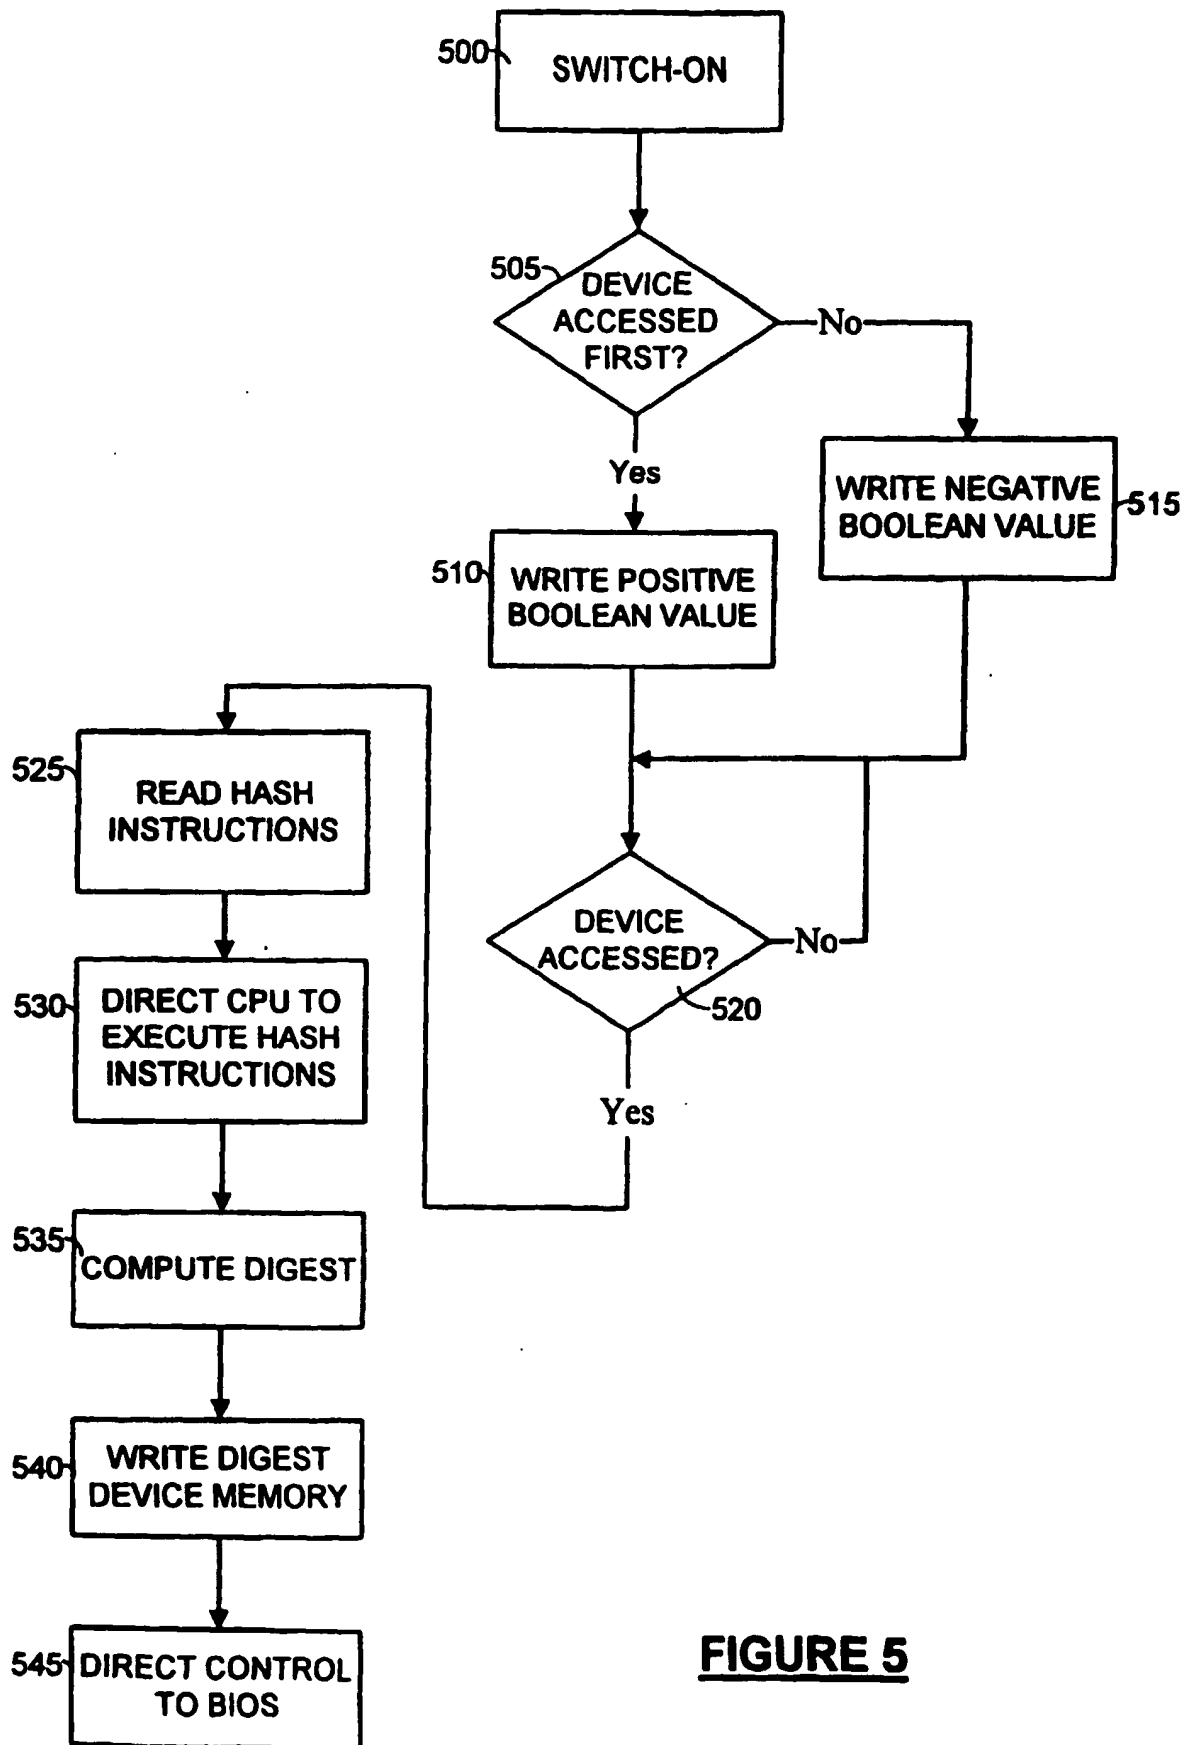 500
SWITCH-ON
505
DEVICE
ACCESSED
FIRST?
No
Yes
WRITE NEGATIVE
BOOLEAN VALUE
515
510
WRITE POSITIVE
BOOLEAN VALUE
525
READ HASH
INSTRUCTIONS
DEVICE
ACCESSED?
No
520
Yes
530
DIRECT CPU TO
EXECUTE HASH
INSTRUCTIONS
535
COMPUTE DIGEST
540
WRITE DIGEST
DEVICE MEMORY
545
DIRECT CONTROL
TO BIOS
FIGURE 5